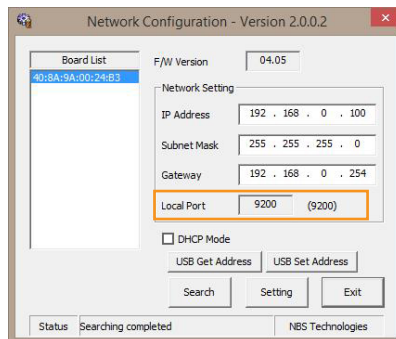 Network Configuration - Version 2.0.0.2
Board List
40:8A:9A:00:24:B3
F/W Version 04.05
Network Setting
IP Address 192 . 168 . 0 . 100
Subnet Mask 255 . 255 . 255 . 0
Gateway 192 . 168 . 0 . 254
Local Port 9200 (9200)
DHCP Mode
USB Get Address USB Set Address
Search Setting Exit
Status Searching completed NBS Technologies